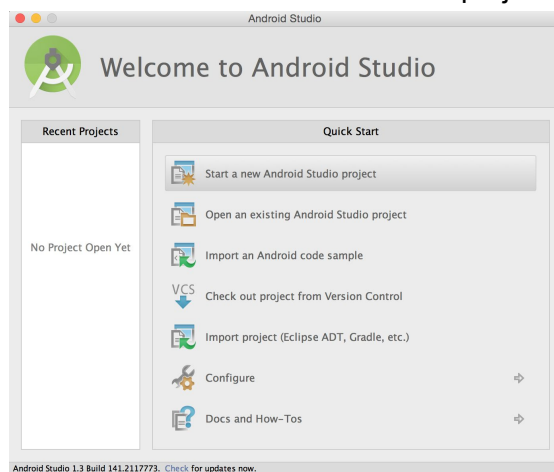 Android Studio
Welcome to Android Studio
Recent Projects
No Project Open Yet
Quick Start
Start a new Android Studio project
Open an existing Android Studio project
Import an Android code sample
VCS
Check out project from Version Control
Import project (Eclipse ADT, Gradle, etc.)
Configure
Docs and How-Tos
Android Studio 1.3 Build 141.2117773. Check for updates now.